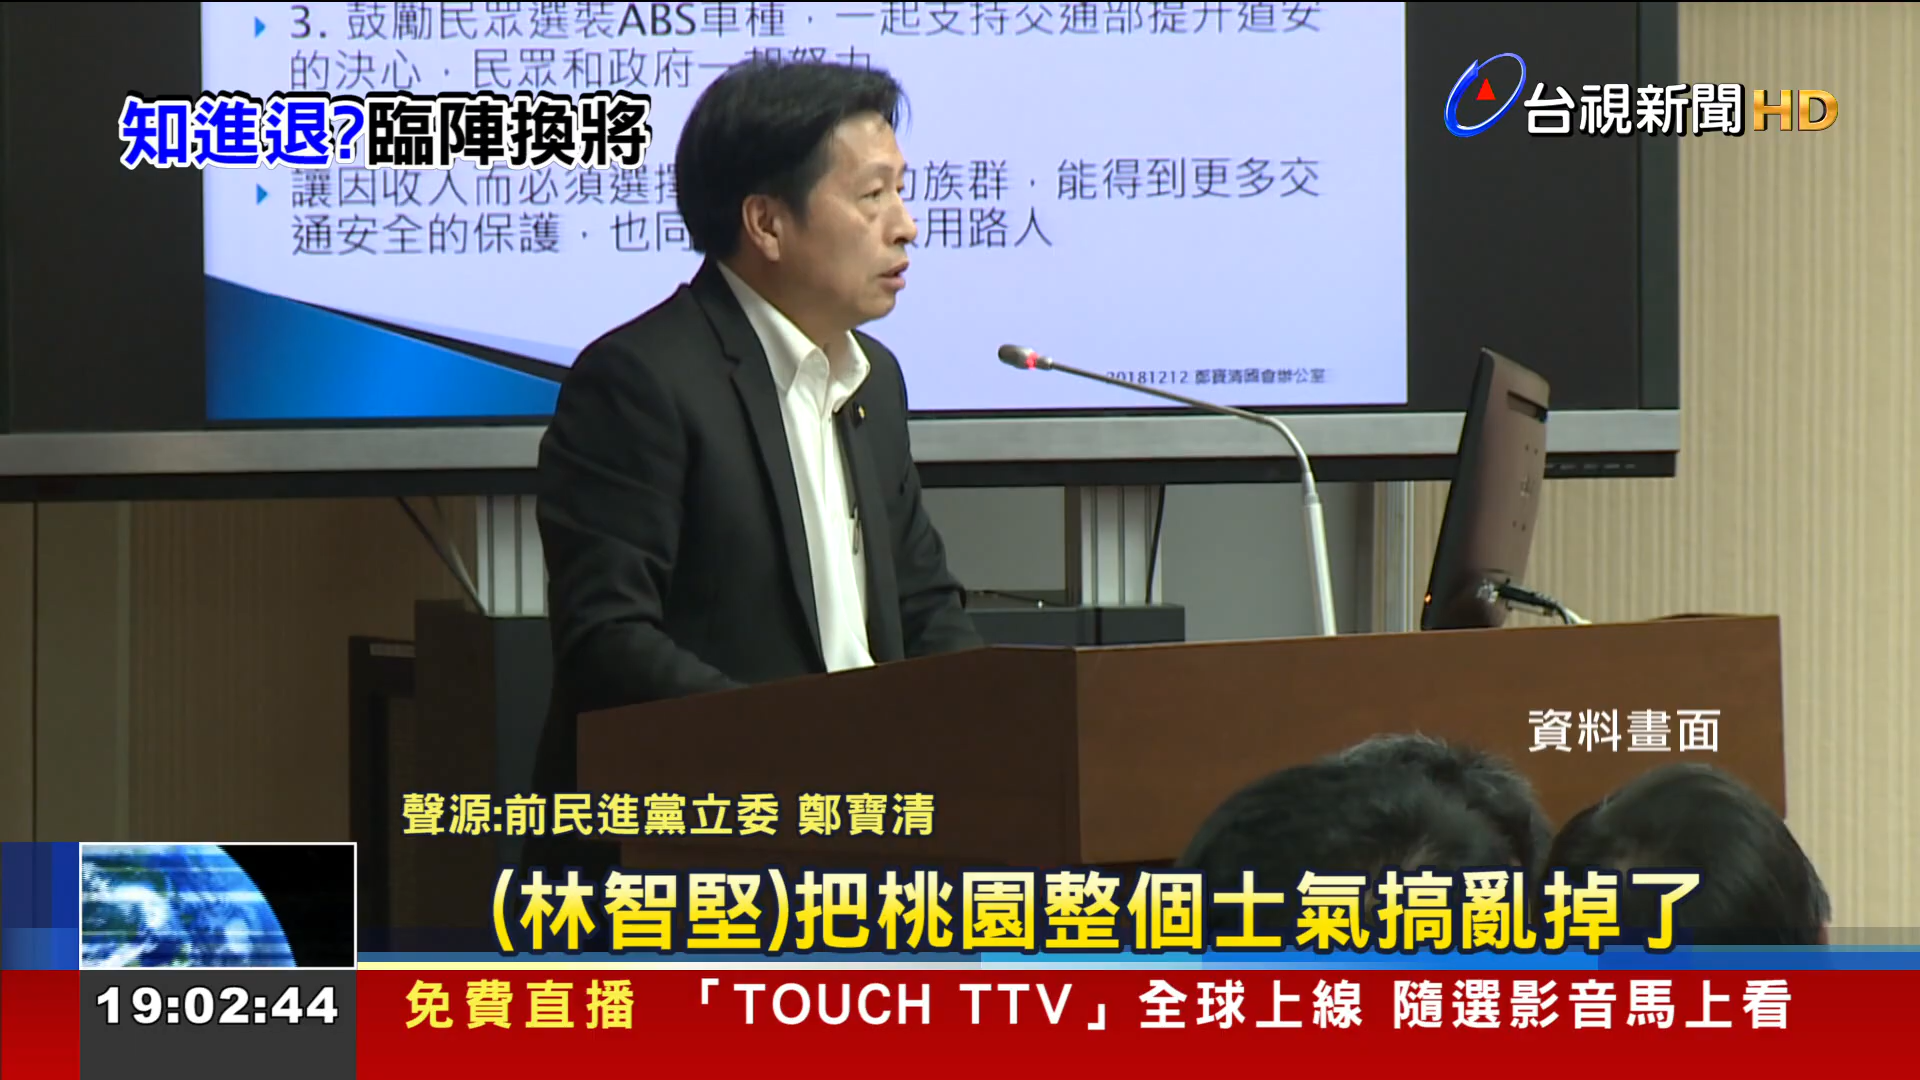 3. 鼓勵民眾選裝ABS車種，一起支持交通部提升道安
的決心，民眾和政府一起努力
知進退?臨陣換將
台視新聞HD
讓因收入而必須選擇 的族群，能得到更多交
通安全的保護，也同 用路人
20181212 鄭寶清國會辦公室
資料畫面
聲源:前民進黨立委 鄭寶清
(林智堅)把桃園整個士氣搞亂掉了
19:02:44
免費直播 「TOUCH TTV」全球上線 隨選影音馬上看